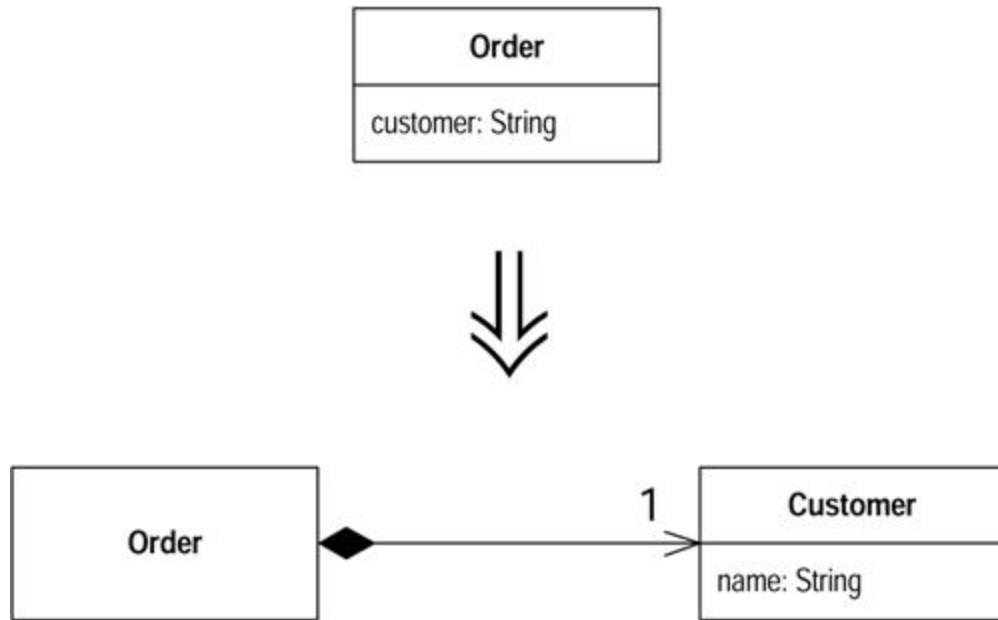 Order
customer: String
1
Customer
Order
name: String